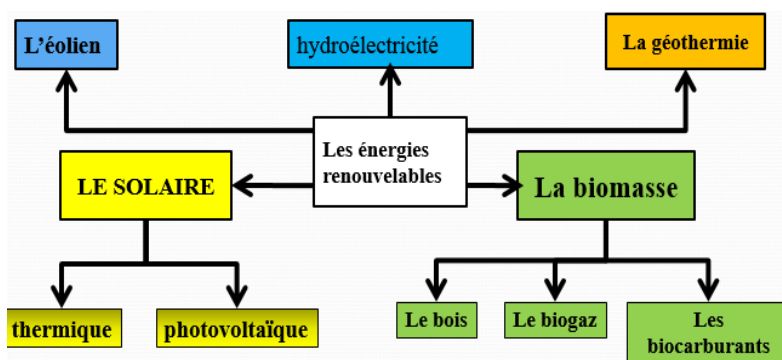 L'éolien
hydroélectricité
La géothermie
Les énergies
renouvelables
LE SOLAIRE
La biomasse
thermique
photovoltaïque
Le bois
Le biogaz
Les
biocarburants